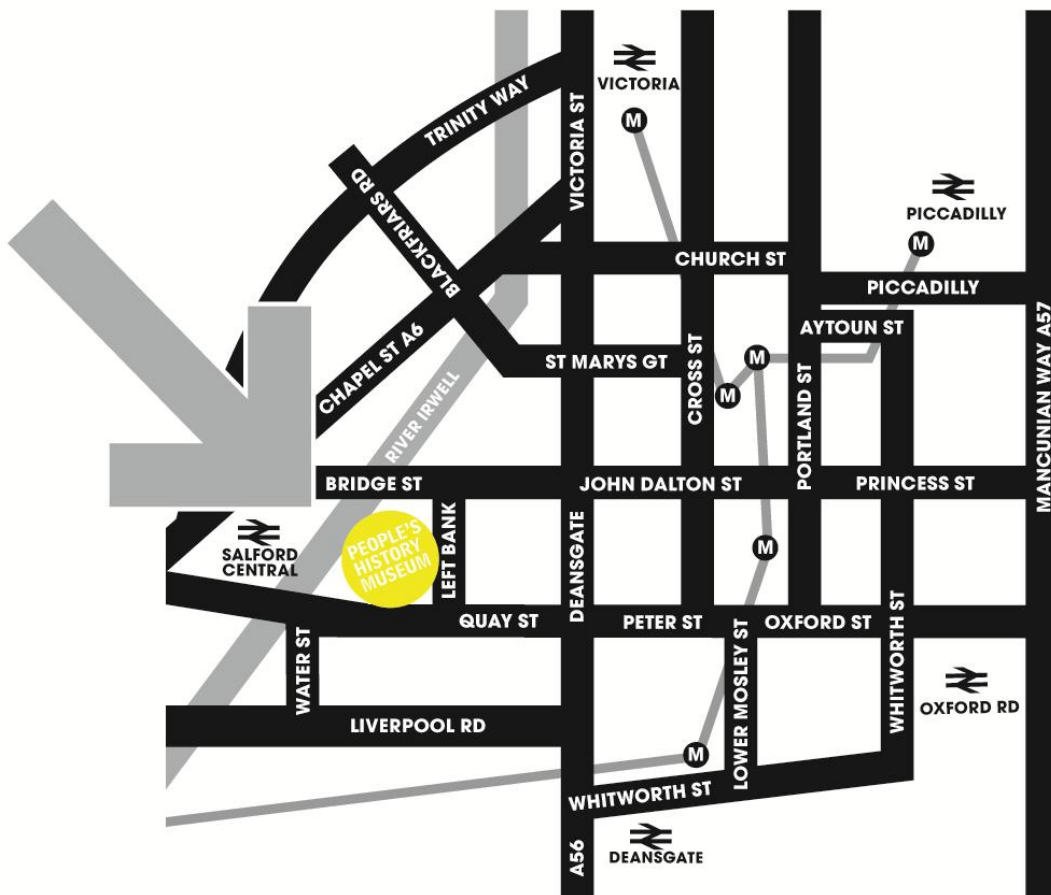 TRINITY WAY
VICTORIA
M
VICTORIA ST
BLACKFRIARS RD
PICCADILLY
M
CHURCH ST
PICCADILLY
MANCUNIAN WAY A57
AYTOUN ST
CHAPEL ST A6
ST MARYS GT
M
M
CROSS ST
PORTLAND ST
RIVER IRWELL
BRIDGE ST
JOHN DALTON ST
PRINCESS ST
SALFORD
CENTRAL
PEOPLE'S
HISTORY
MUSEUM
LEFT BANK
DEANSGATE
M
QUAY ST
PETER ST
OXFORD ST
WATER ST
LOWER MOSLEY ST
WHITWORTH ST
OXFORD RD
LIVERPOOL RD
M
WHITWORTH ST
A56
DEANSGATE